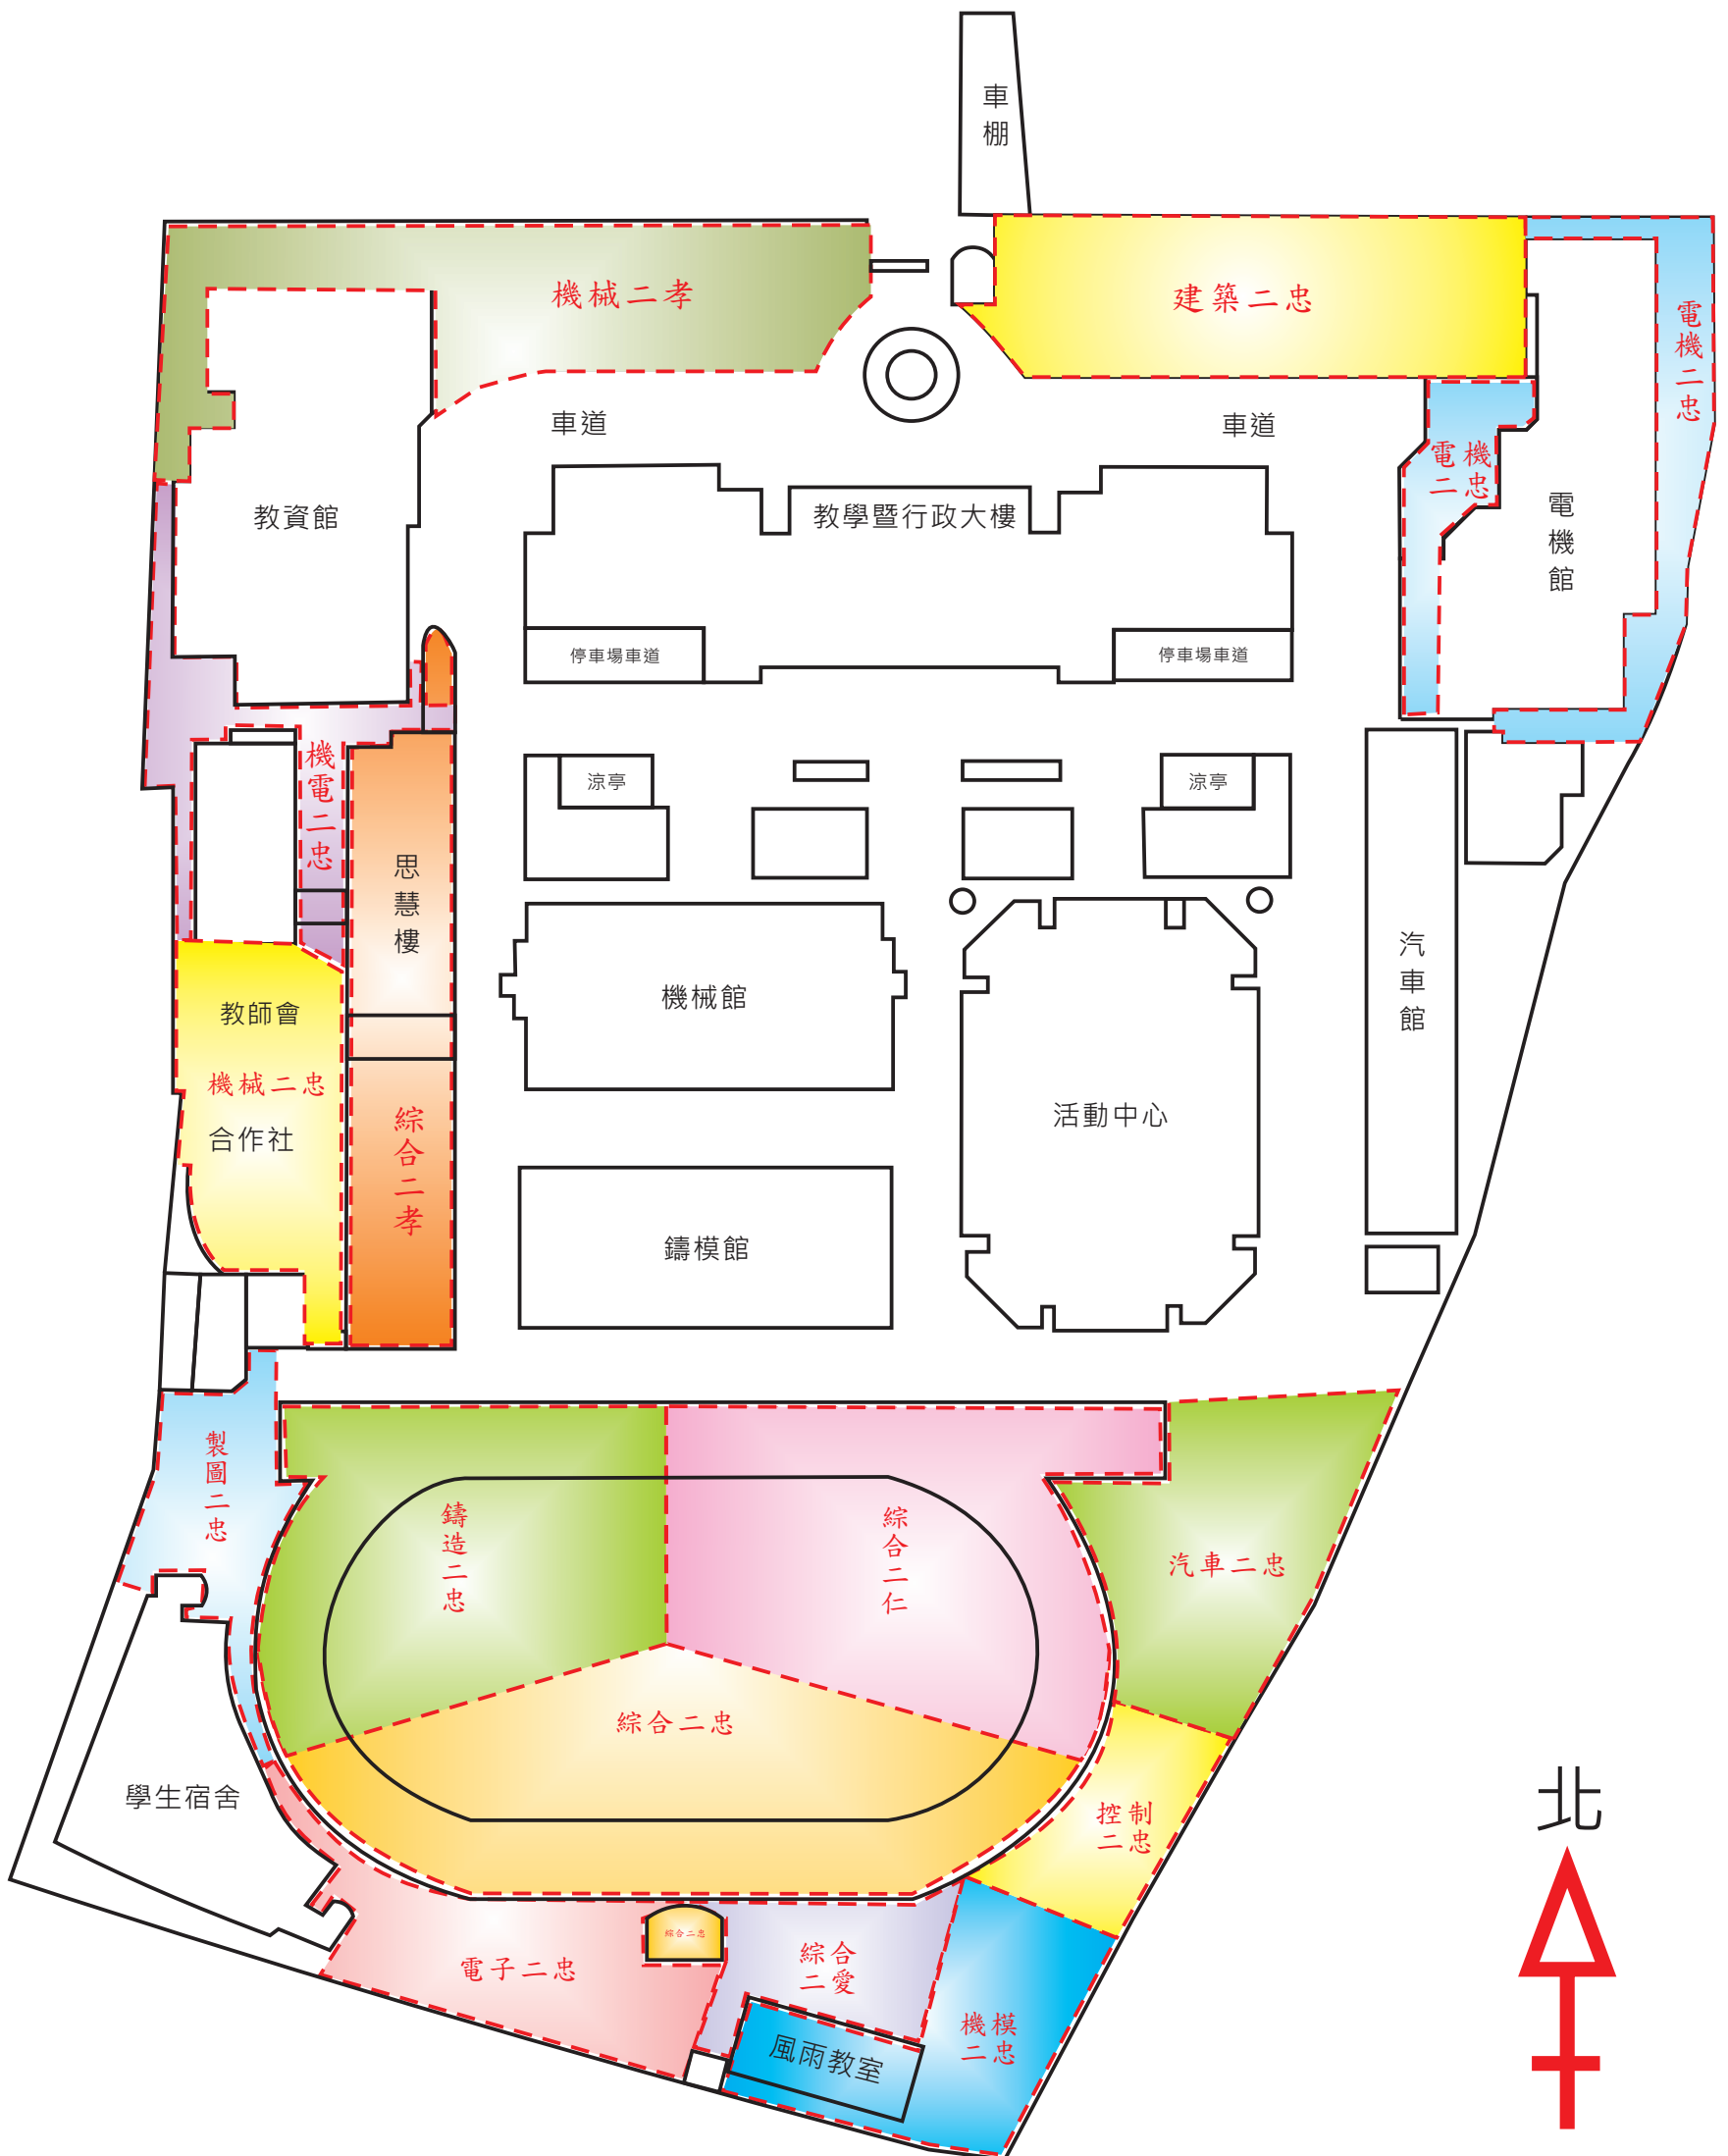 車棚
機械二孝
建築二忠
電機二忠
車道
車道
電機
二忠
教資館
教學暨行政大樓
電機館
停車場車道
停車場車道
機電二忠
涼亭
涼亭
思慧樓
汽車館
機械館
教師會
機械二忠
合作社
綜合二孝
活動中心
鑄模館
製圖二忠
鑄造二忠
綜合二仁
汽車二忠
綜合二忠
學生宿舍
控制
二忠
北
綜合二忠
電子二忠
綜合
二愛
機模
二忠
風雨教室